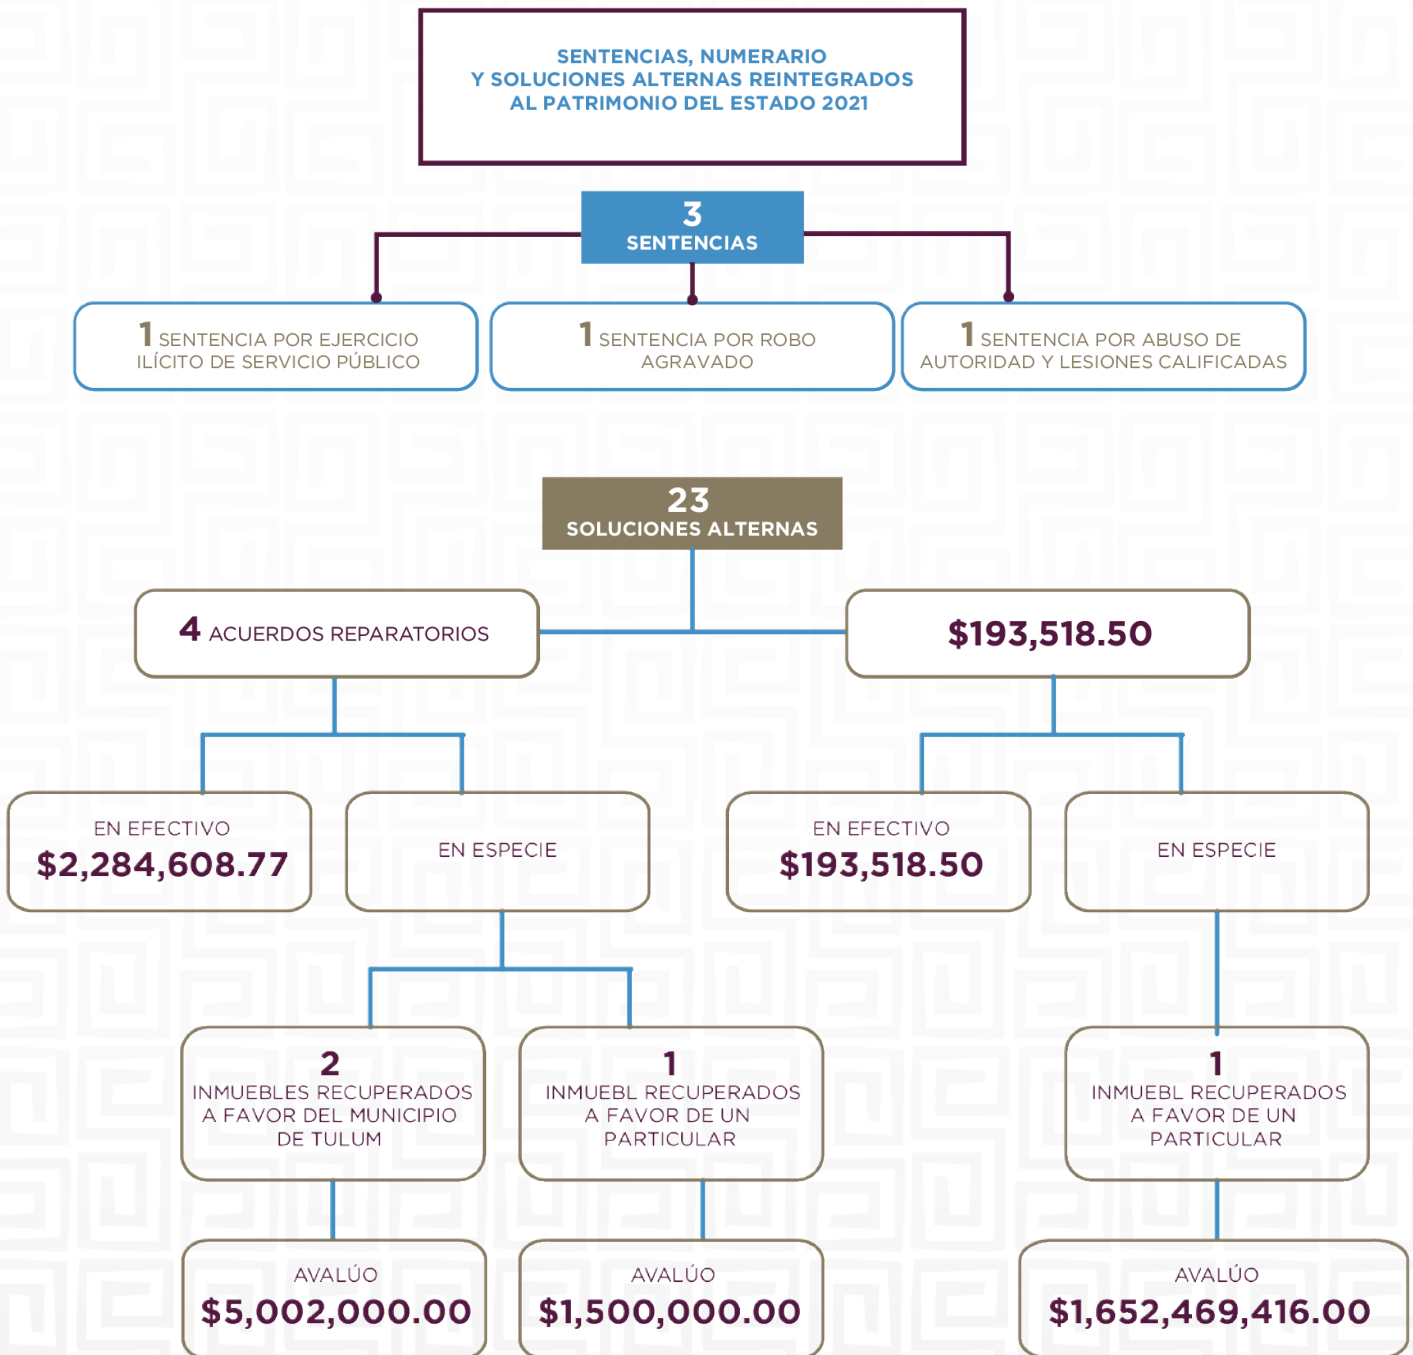 SENTENCIAS, NUMERARIO
Y SOLUCIONES ALTERNAS REINTEGRADOS
AL PATRIMONIO DEL ESTADO 2021
3
SENTENCIAS
1 SENTENCIA POR EJERCICIO
ILÍCITO DE SERVICIO PÚBLICO
1 SENTENCIA POR ROBO
AGRAVADO
1 SENTENCIA POR ABUSO DE
AUTORIDAD Y LESIONES CALIFICADAS
23
SOLUCIONES ALTERNAS
4 ACUERDOS REPARATORIOS
$193,518.50
EN EFECTIVO
$2,284,608.77
EN ESPECIE
EN EFECTIVO
$193,518.50
EN ESPECIE
2
INMUEBLES RECUPERADOS
A FAVOR DEL MUNICIPIO
DE TULUM
1
INMUEBL RECUPERADOS
A FAVOR DE UN
PARTICULAR
1
INMUEBL RECUPERADOS
A FAVOR DE UN
PARTICULAR
AVALÚO
$5,002,000.00
AVALÚO
$1,500,000.00
AVALÚO
$1,652,469,416.00